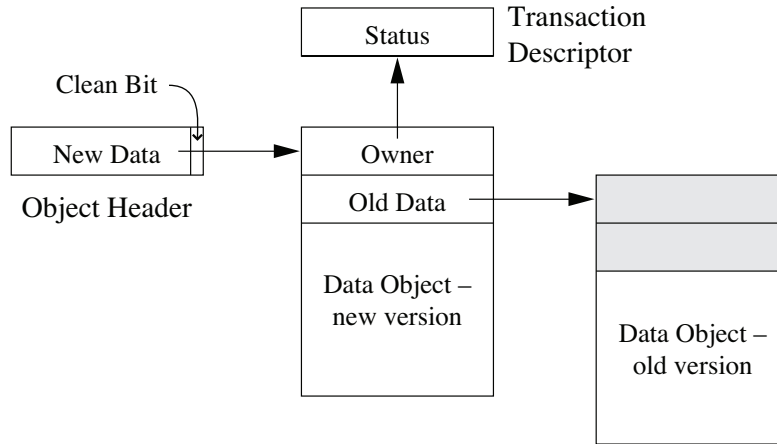 Status
Transaction
Descriptor
Clean Bit
New Data
Object Header
Owner
Old Data
Data Object –
new version
Data Object –
old version